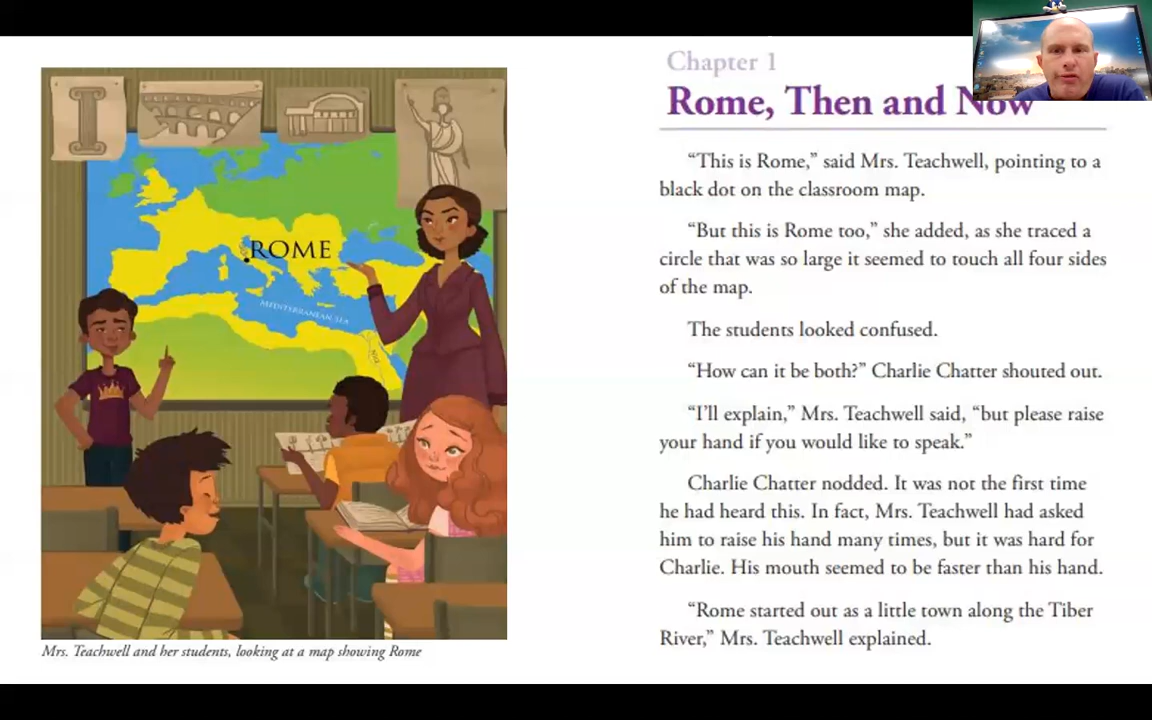 ROME
MEDITERRANEAN SEA
Mrs. Teachwell and her students, looking at a map showing Rome
Chapter 1
Rome, Then and Now
“This is Rome,” said Mrs. Teachwell, pointing to a
black dot on the classroom map.
“But this is Rome too,” she added, as she traced a
circle that was so large it seemed to touch all four sides
of the map.
The students looked confused.
“How can it be both?” Charlie Chatter shouted out.
“I’ll explain,” Mrs. Teachwell said, “but please raise
your hand if you would like to speak.”
Charlie Chatter nodded. It was not the first time
he had heard this. In fact, Mrs. Teachwell had asked
him to raise his hand many times, but it was hard for
Charlie. His mouth seemed to be faster than his hand.
“Rome started out as a little town along the Tiber
River,” Mrs. Teachwell explained.